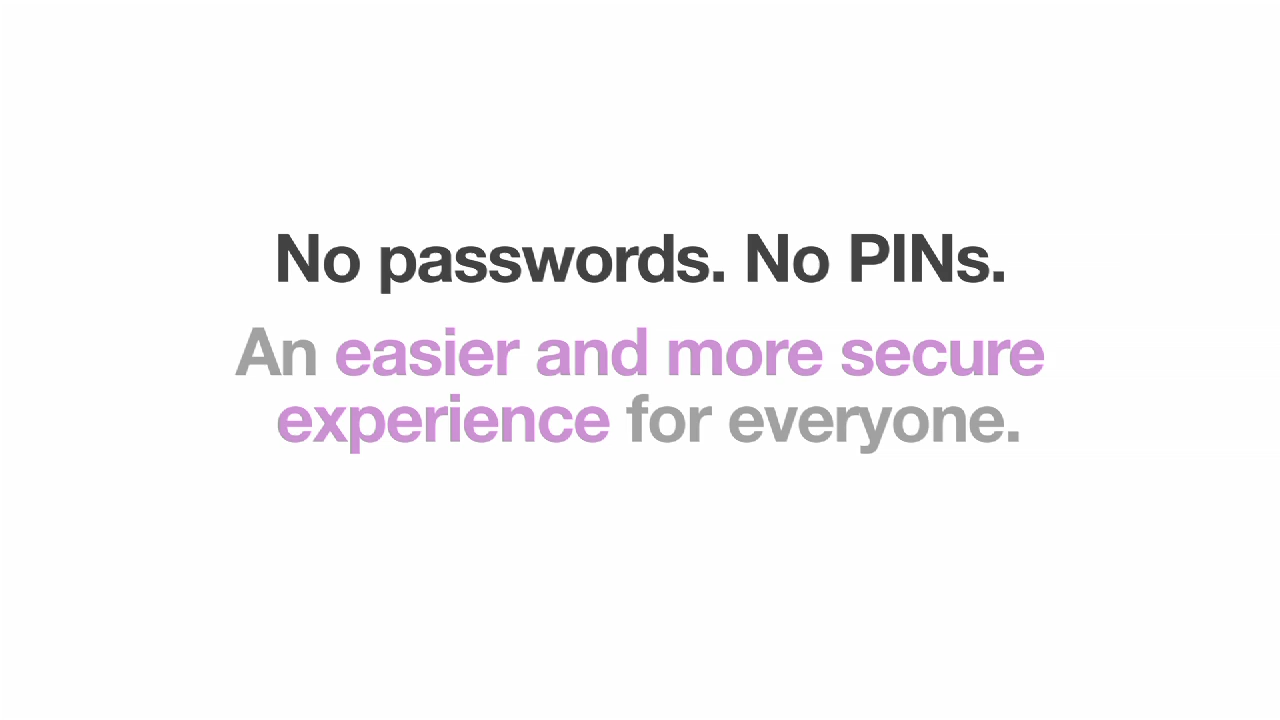 No passwords. No PINs.
An easier and more secure
experience for everyone.